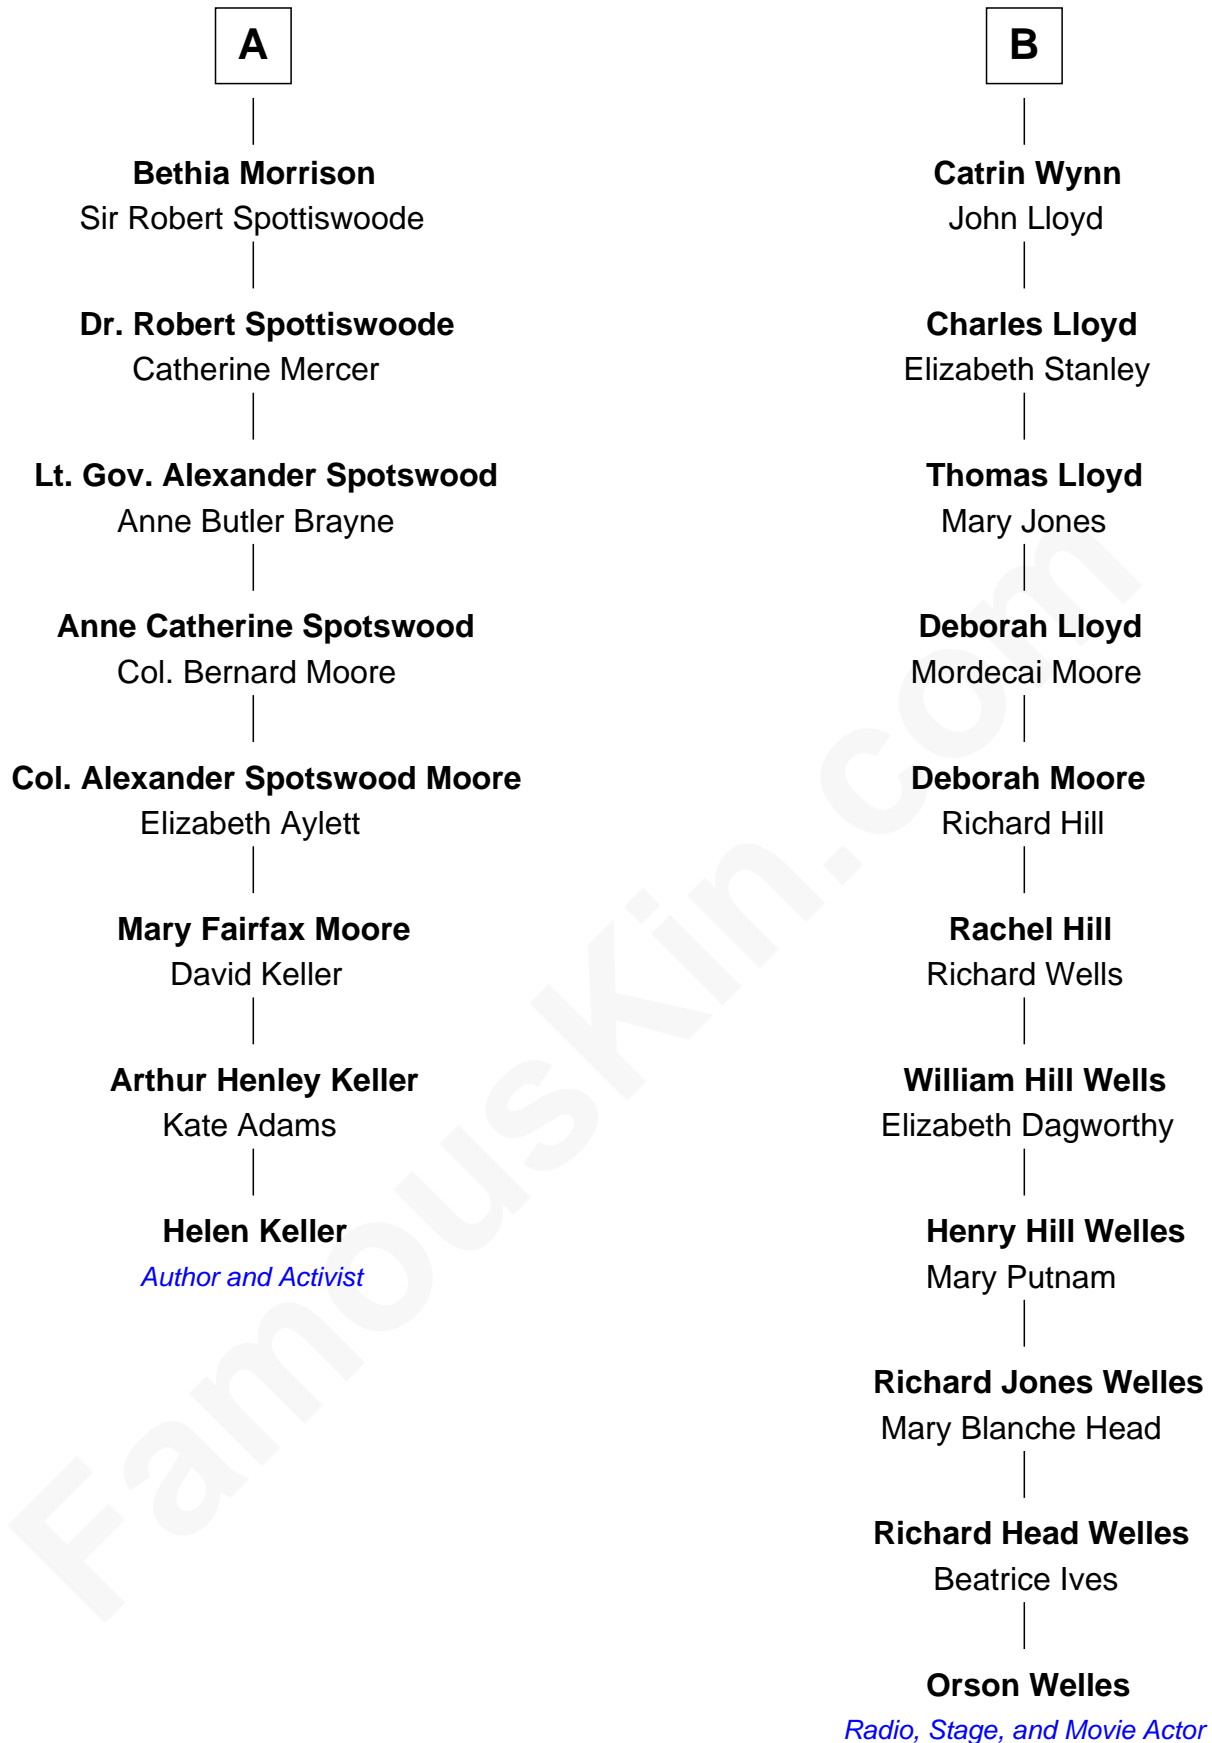 A
Bethia Morrison
Sir Robert Spottiswoode
Dr. Robert Spottiswoode
Catherine Mercer
Lt. Gov. Alexander Spotswood
Anne Butler Brayne
Anne Catherine Spotswood
Col. Bernard Moore
Col. Alexander Spotswood Moore
Elizabeth Aylett
Mary Fairfax Moore
David Keller
Arthur Henley Keller
Kate Adams
Helen Keller
Author and Activist
B
Catrin Wynn
John Lloyd
Charles Lloyd
Elizabeth Stanley
Thomas Lloyd
Mary Jones
Deborah Lloyd
Mordecai Moore
Deborah Moore
Richard Hill
Rachel Hill
Richard Wells
William Hill Wells
Elizabeth Dagworthy
Henry Hill Welles
Mary Putnam
Richard Jones Welles
Mary Blanche Head
Richard Head Welles
Beatrice Ives
Orson Welles
Radio, Stage, and Movie Actor
FamousKin.com